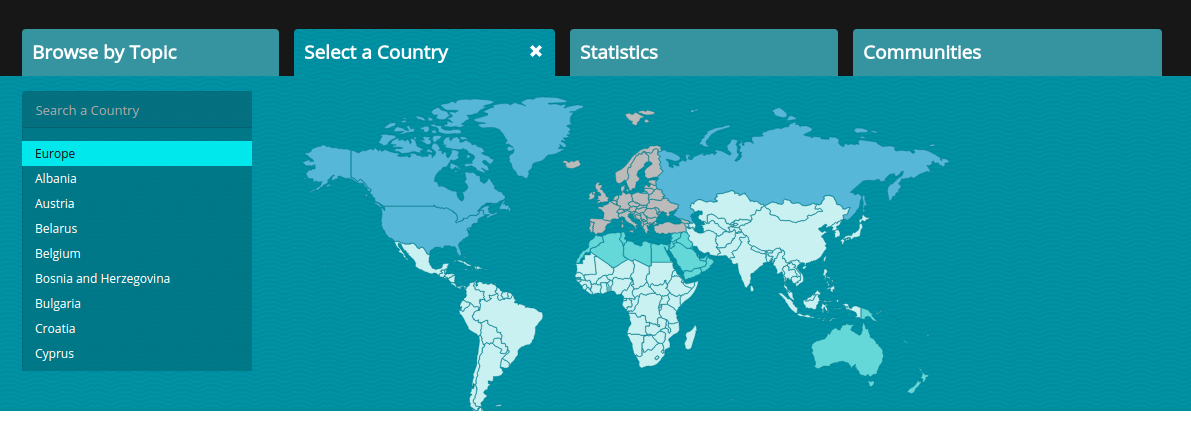 Browse by Topic
Select a Country ✖
Statistics
Communities
Search a Country
Europe
Albania
Austria
Belarus
Belgium
Bosnia and Herzegovina
Bulgaria
Croatia
Cyprus